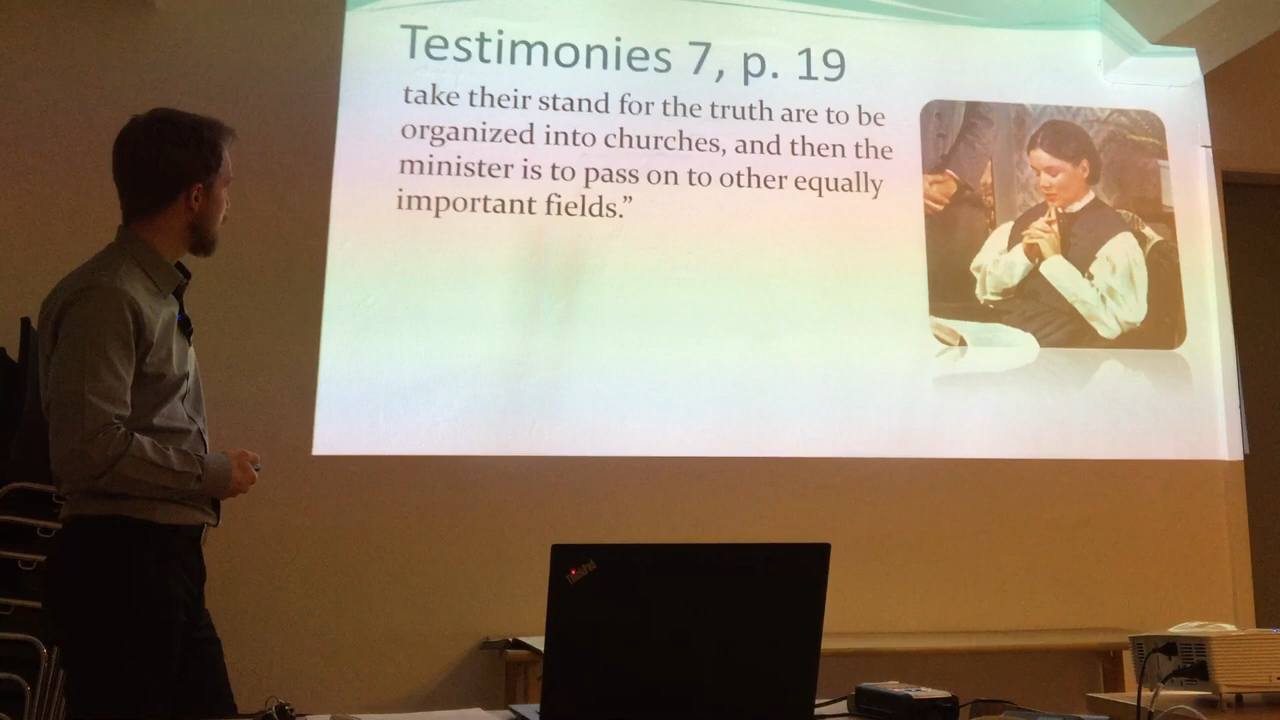 Testimonies 7, p. 19
take their stand for the truth are to be
organized into churches, and then the
minister is to pass on to other equally
important fields.”
ThinkPad